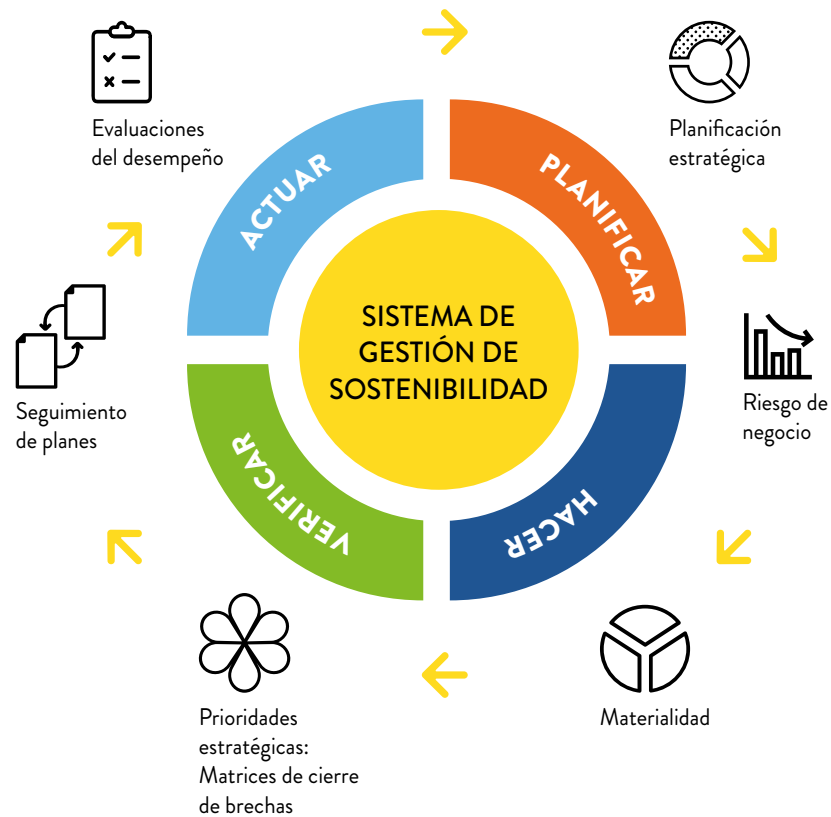 Evaluaciones
del desempeño
Planificación
estratégica
ACTUAR
PLANIFICAR
SISTEMA DE
GESTIÓN DE
SOSTENIBILIDAD
Seguimiento
de planes
Riesgo de
negocio
VERIFICAR
HACER
Prioridades
estratégicas:
Matrices de cierre
de brechas
Materialidad